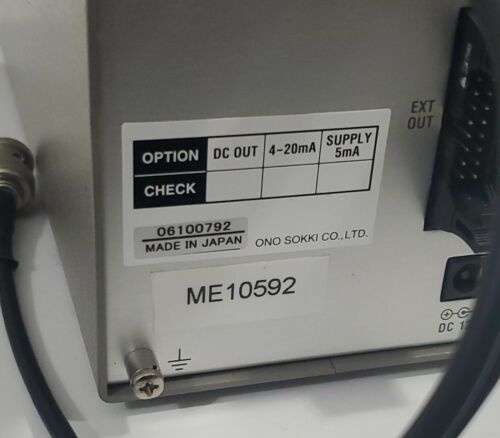 EXT
OUT
OPTION DC OUT 4-20mA SUPPLY 5mA
CHECK
06100792
MADE IN JAPAN ONO SOKKI CO.,LTD.
ME10592
DC